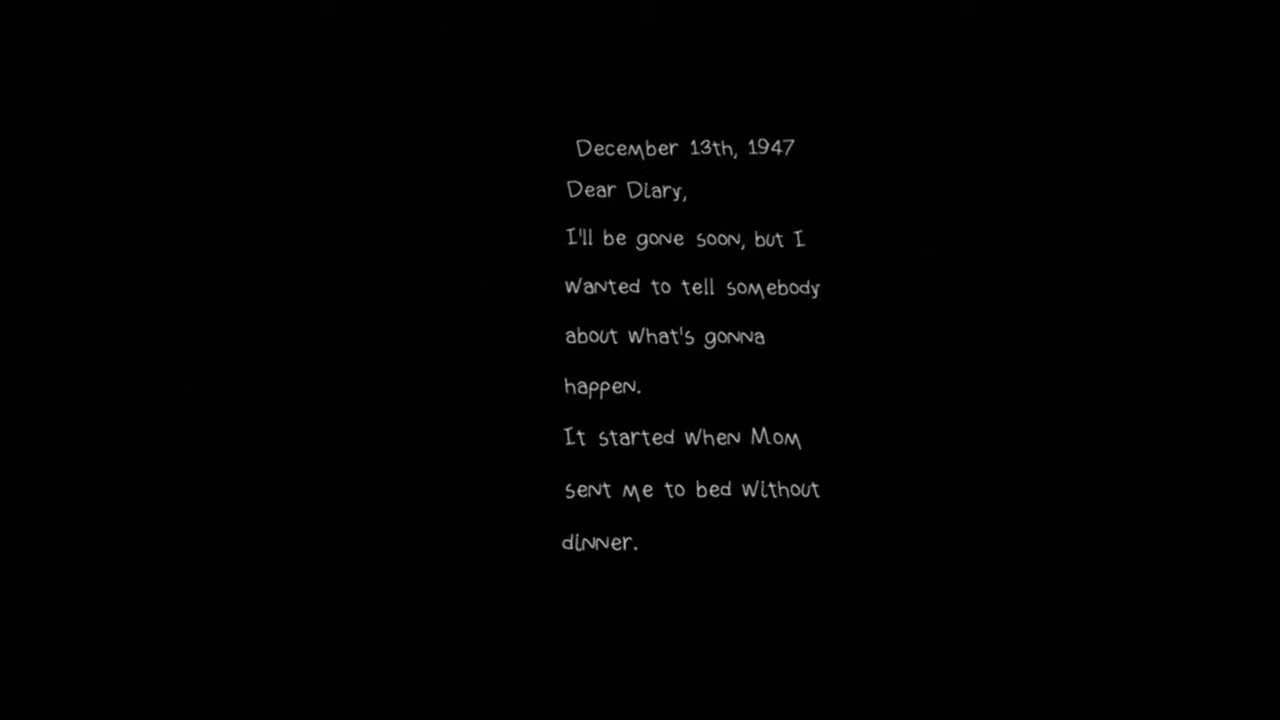 December 13th, 1947
Dear Diary,
I'll be gone soon, but I
wanted to tell somebody
about what's gonna
happen.
It started when Mom
sent me to bed without
dinner.